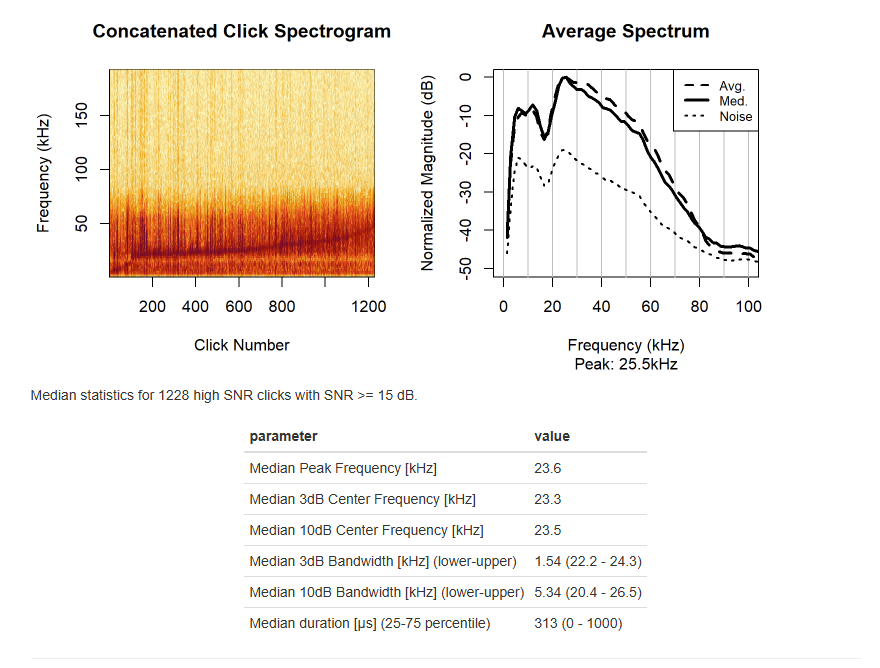 Concatenated Click Spectrogram
Frequency (kHz)
50 100 150
200 400 600 800 1200
Click Number
Average Spectrum
Normalized Magnitude (dB)
0
-10
-20
-30
-40
-50
Avg.
Med.
Noise
0 20 40 60 80 100
Frequency (kHz)
Peak: 25.5kHz
Median statistics for 1228 high SNR clicks with SNR >= 15 dB.
parameter value
Median Peak Frequency [kHz] 23.6
Median 3dB Center Frequency [kHz] 23.3
Median 10dB Center Frequency [kHz] 23.5
Median 3dB Bandwidth [kHz] (lower-upper) 1.54 (22.2 - 24.3)
Median 10dB Bandwidth [kHz] (lower-upper) 5.34 (20.4 - 26.5)
Median duration [µs] (25-75 percentile) 313 (0 - 1000)